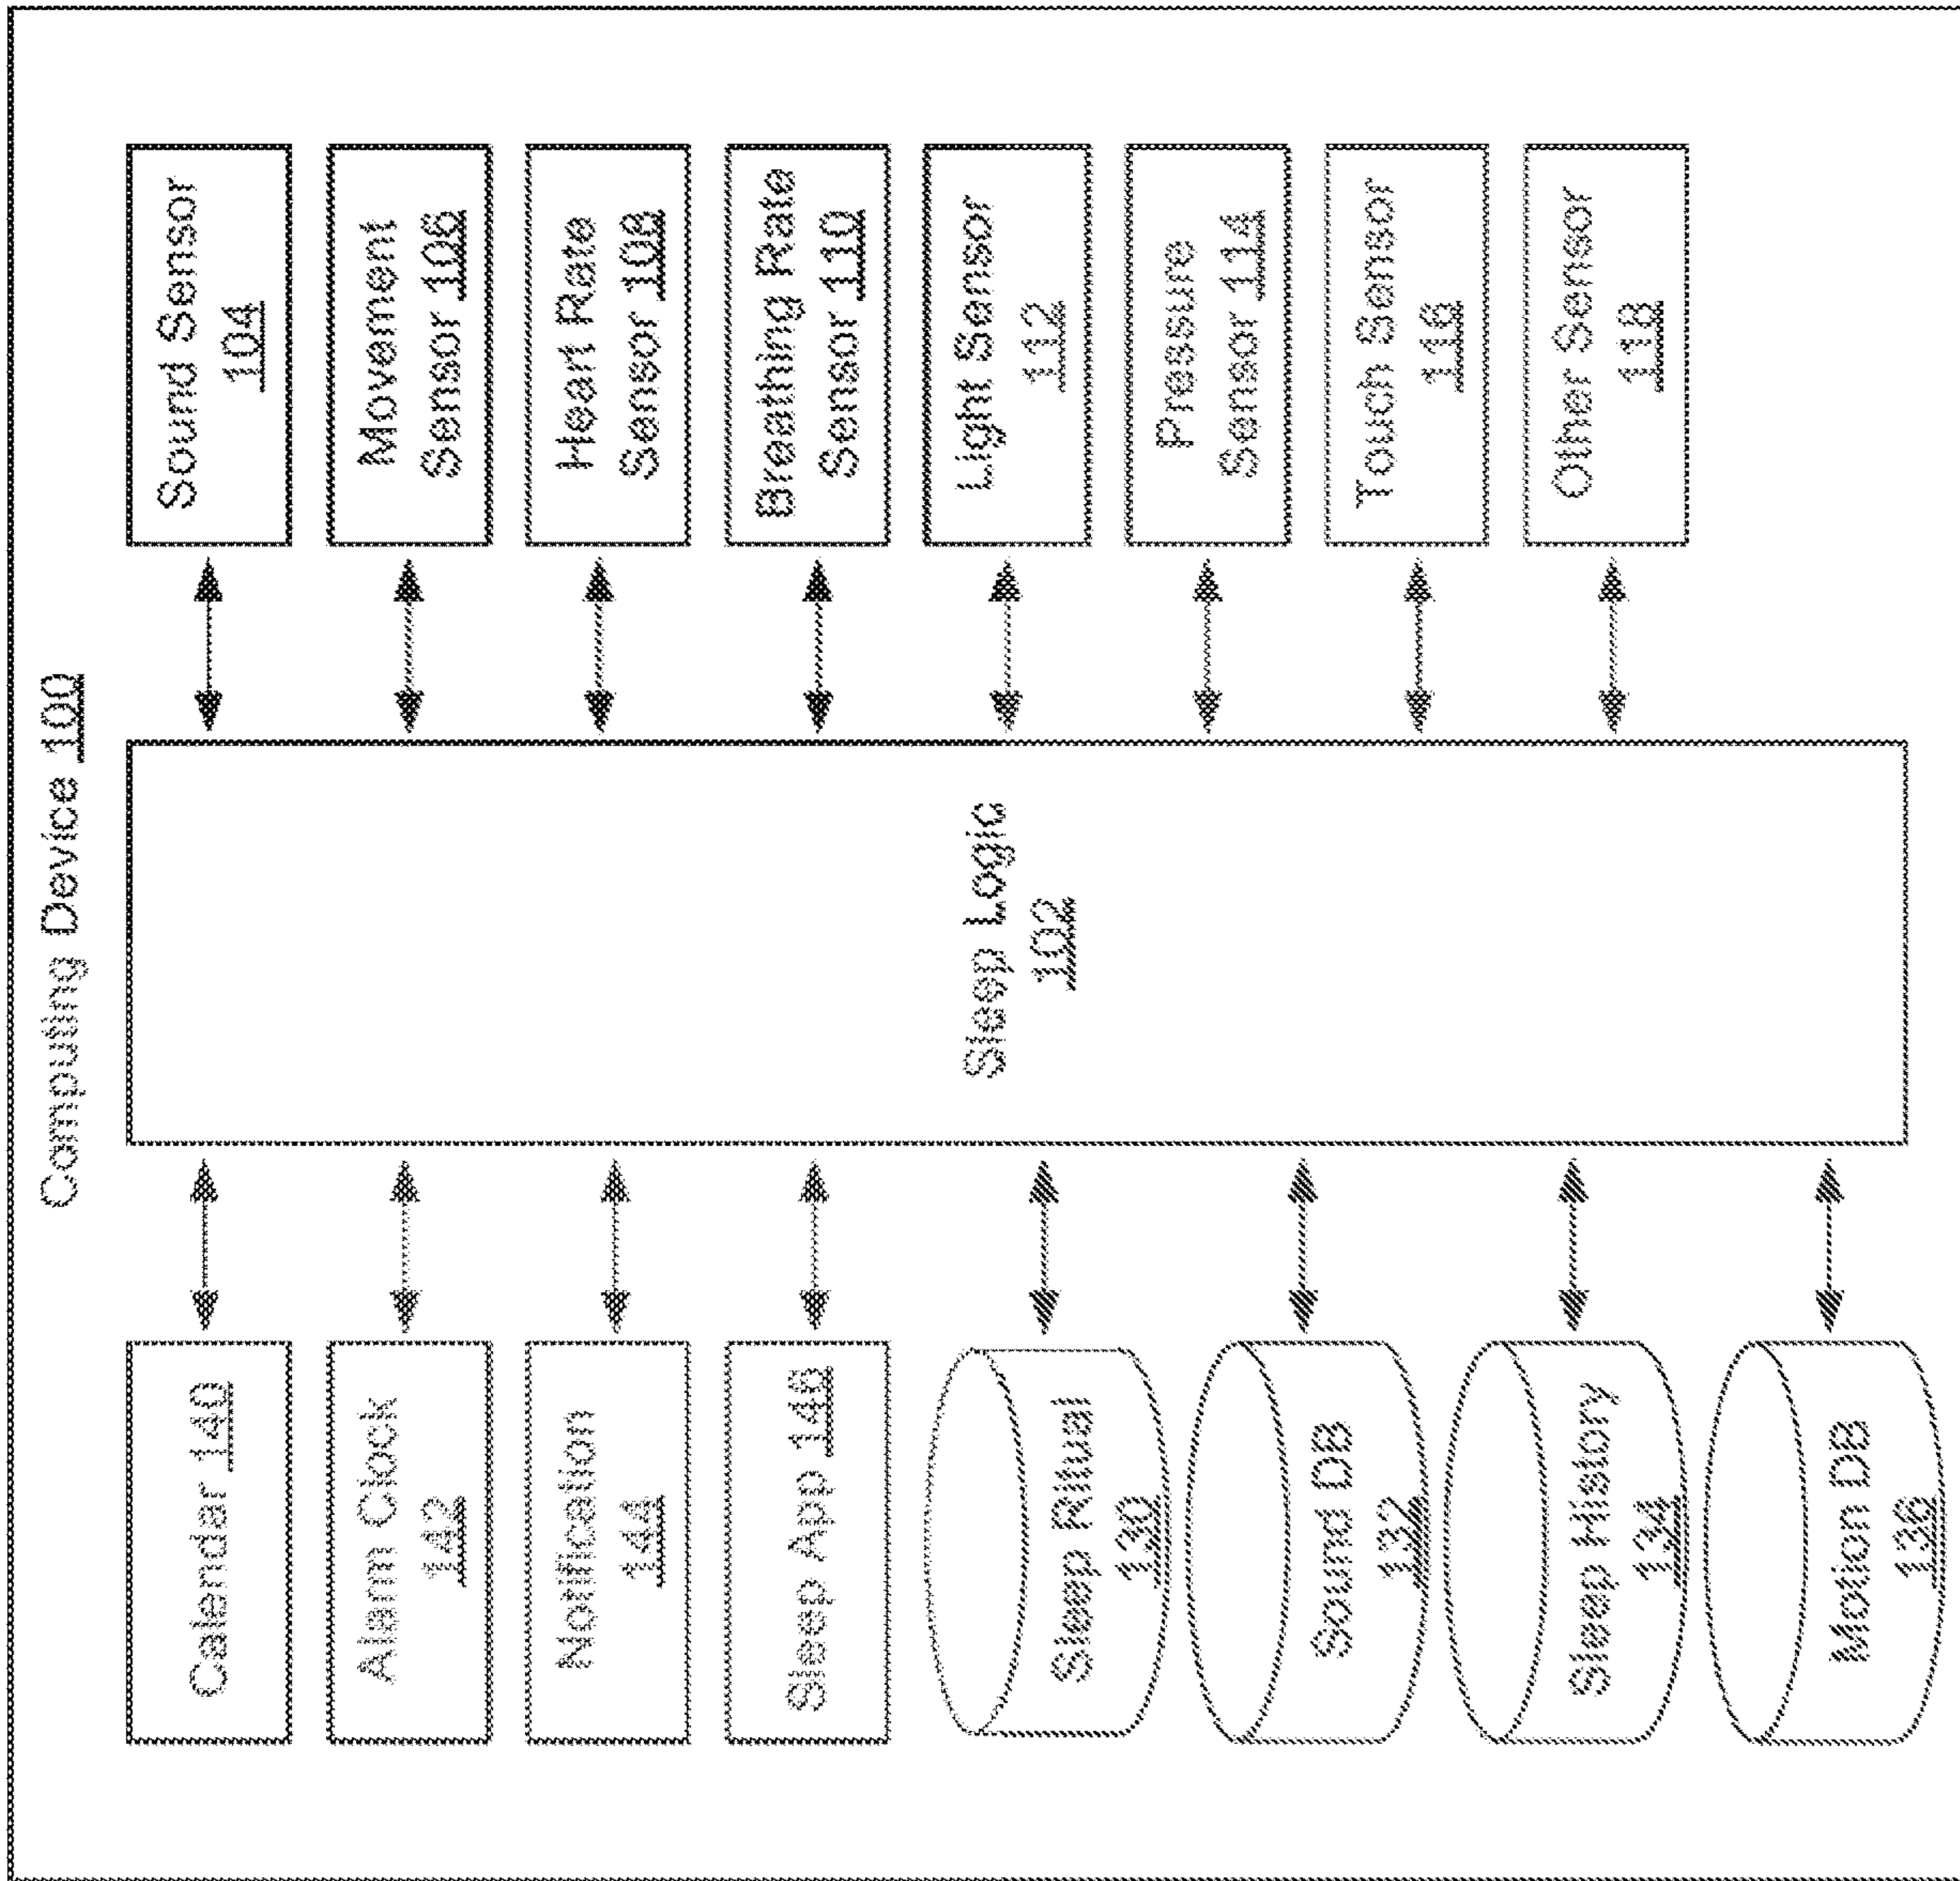 Computing Device 100
Calendar 140
Alarm Clock
142
Notification
144
Sleep App 146
Sleep Ritual
130
Sound DB
132
Sleep History
134
Motion DB
136
Sleep Logic
102
Sound Sensor
104
Movement
Sensor 106
Heart Rate
Sensor 108
Breathing Rate
Sensor 110
Light Sensor
112
Pressure
Sensor 114
Touch Sensor
116
Other Sensor
118